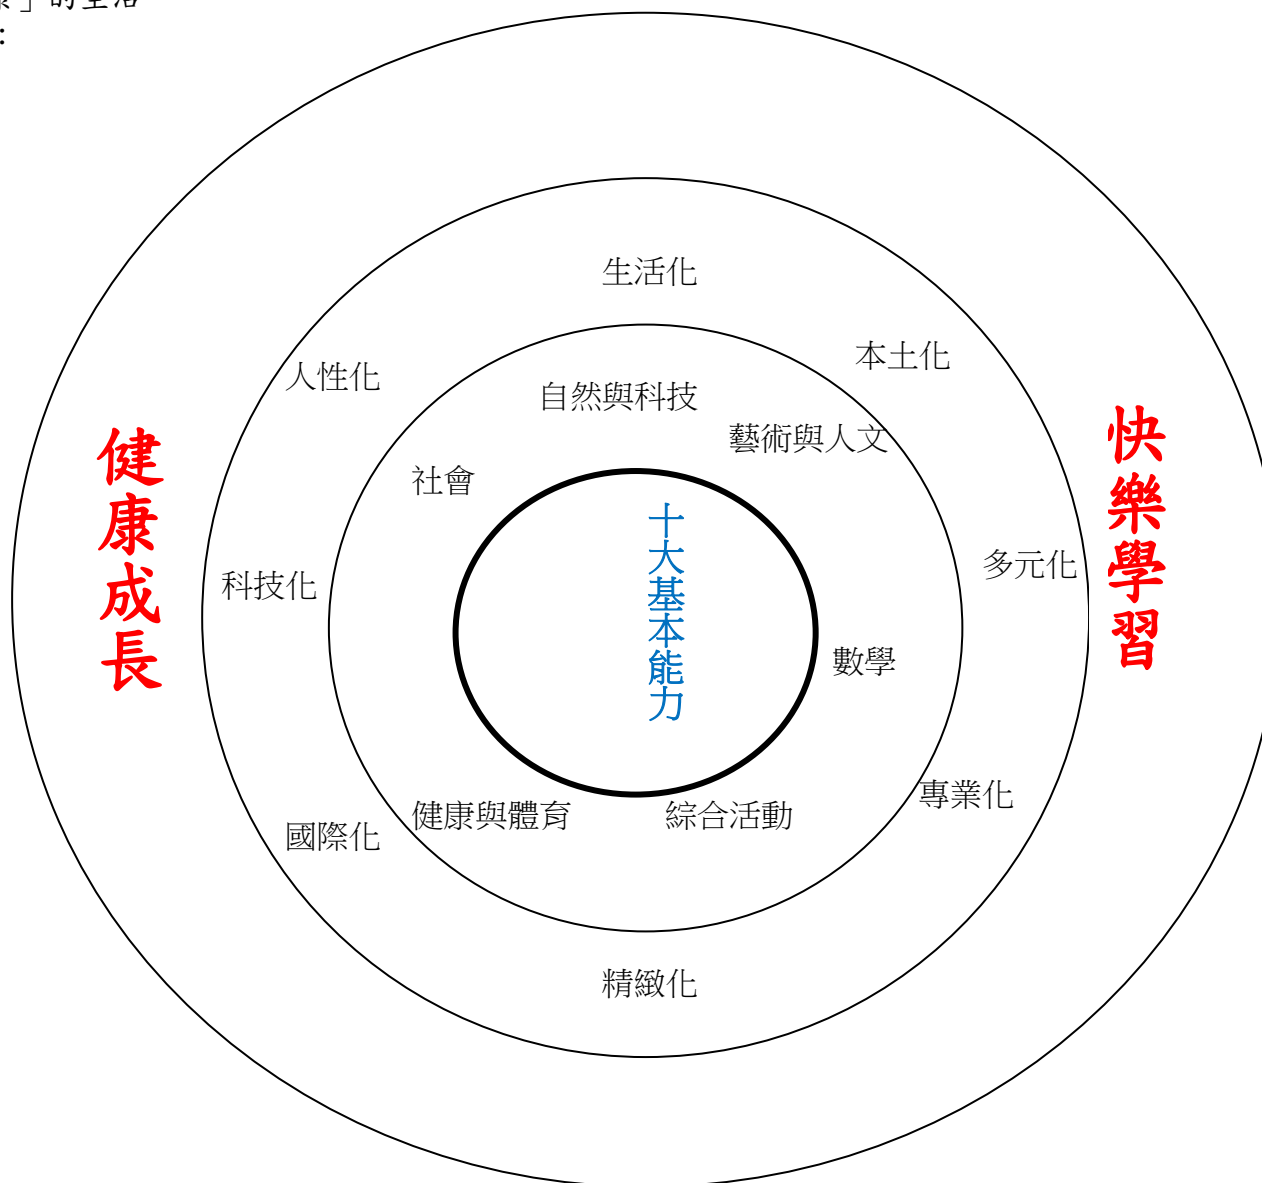 」的生活
：
生活化
本土化
人性化
自然與科技
藝術與人文
社會
健康成長
快樂學習
十大基本能力
多元化
科技化
數學
專業化
健康與體育
綜合活動
國際化
精緻化